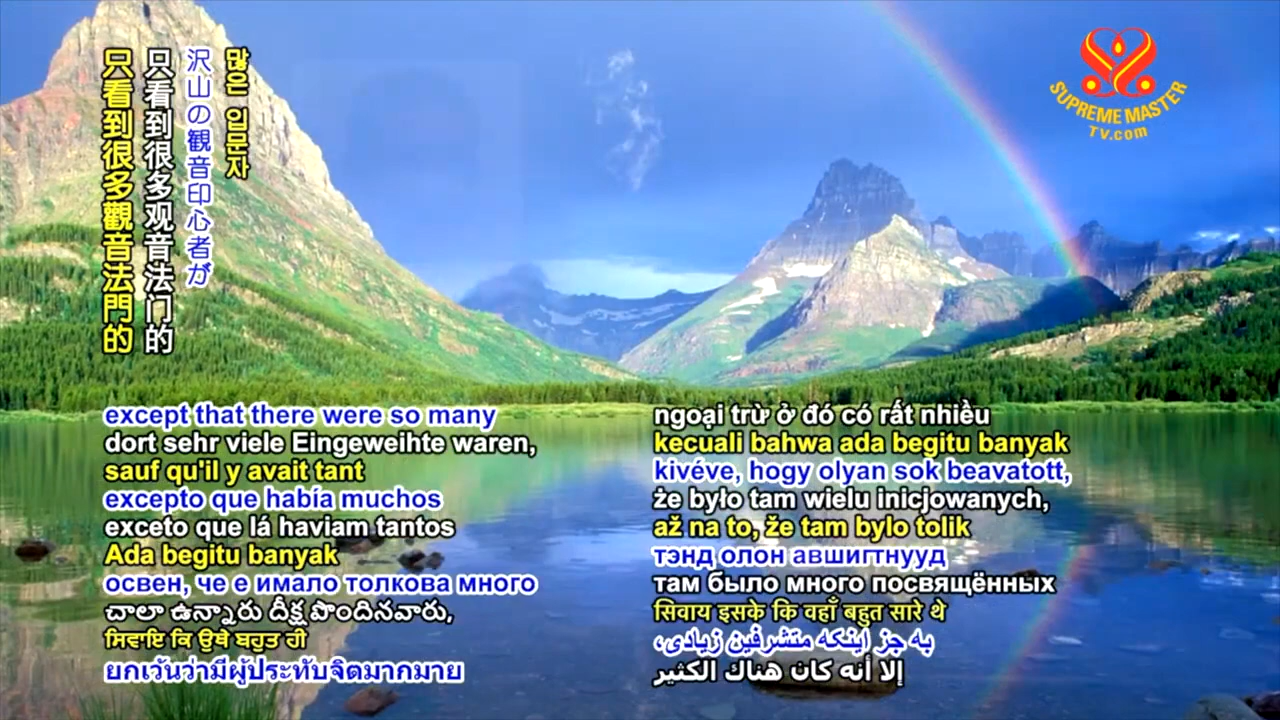 많은 입문자
沢山の観音印心者が
只看到很多观音法门的
只看到很多觀音法門的
SUPREME MASTER
TV.com
except that there were so many
dort sehr viele Eingeweihte waren,
sauf qu'il y avait tant
excepto que había muchos
exceto que lá haviam tantos
Ada begitu banyak
освен, че е имало толкова много
చాలా ఉన్నారు దీక్ష పొందినవారు,
ਸਿਵਾਇ ਕਿ ਉਥੇ ਬਹੁਤ ਹੀ
ยกเว้นว่ามีผู้ประทับจิตมากมาย
ngoại trừ ở đó có rất nhiều
kecuali bahwa ada begitu banyak
kivéve, hogy olyan sok beavatott,
że było tam wielu inicjowanych,
až na to, že tam bylo tolik
тэнд олон авшигтнууд
там было много посвящённых
सिवाय इसके कि वहाँ बहुत सारे थे
به جز اینکه متشرفین زیادی،
إلا أنه كان هناك الكثير